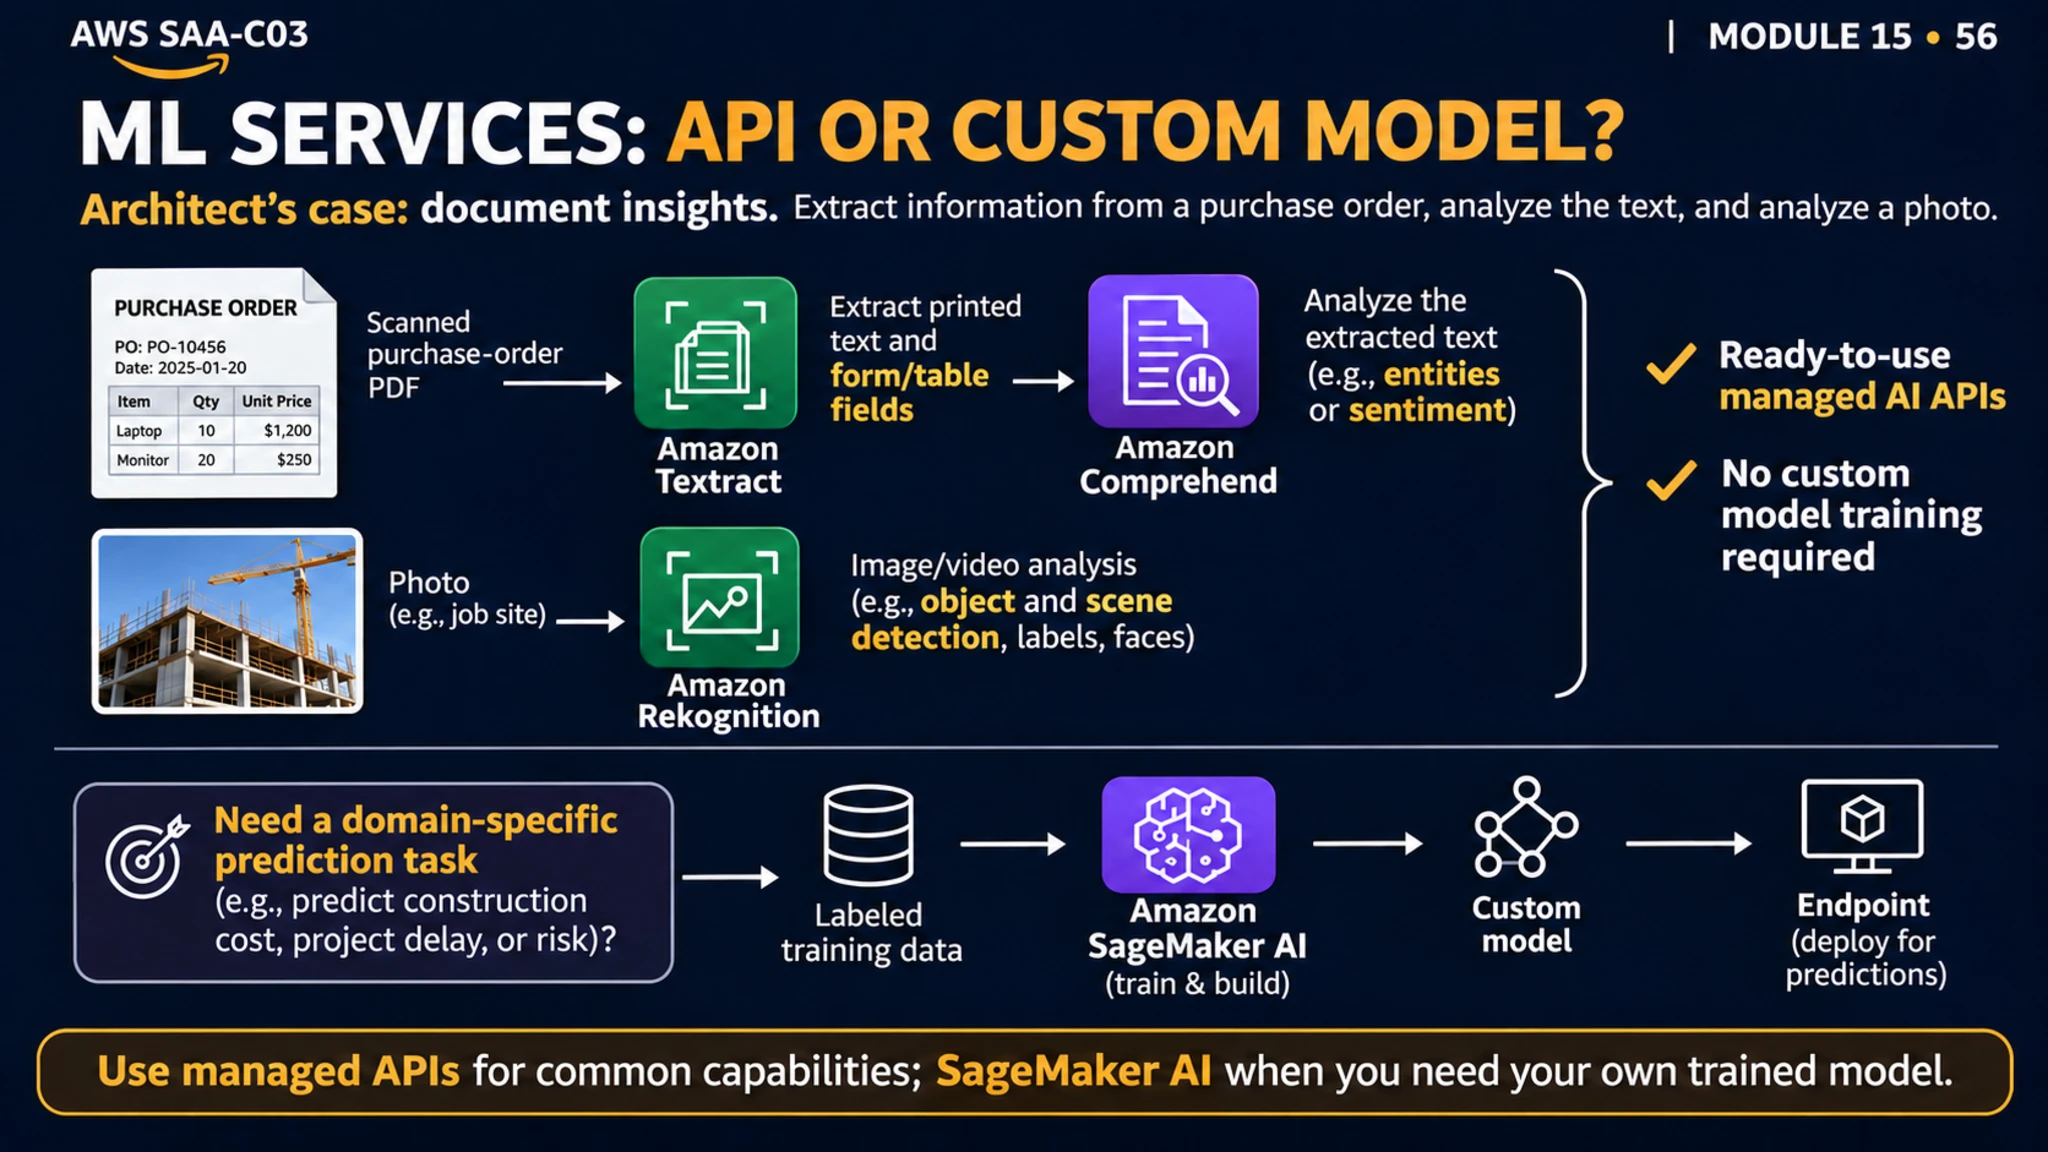 AWS SAA-C03
| MODULE 15 • 56
ML SERVICES: API OR CUSTOM MODEL?
Architect's case: document insights. Extract information from a purchase order, analyze the text, and analyze a photo.
PURCHASE ORDER
PO: PO-10456
Date: 2025-01-20
Item Qty Unit Price
Laptop 10 $1,200
Monitor 20 $250
Scanned
purchase-order
PDF
Amazon
Textract
Extract printed
text and
form/table
fields
Amazon
Comprehend
Analyze the
extracted text
(e.g., entities
or sentiment)
Photo
(e.g., job site)
Amazon
Rekognition
Image/video analysis
(e.g., object and scene
detection, labels, faces)
Ready-to-use
managed AI APIs
No custom
model training
required
Need a domain-specific
prediction task
(e.g., predict construction
cost, project delay, or risk)?
Labeled
training data
Amazon
SageMaker AI
(train & build)
Custom
model
Endpoint
(deploy for
predictions)
Use managed APIs for common capabilities; SageMaker AI when you need your own trained model.